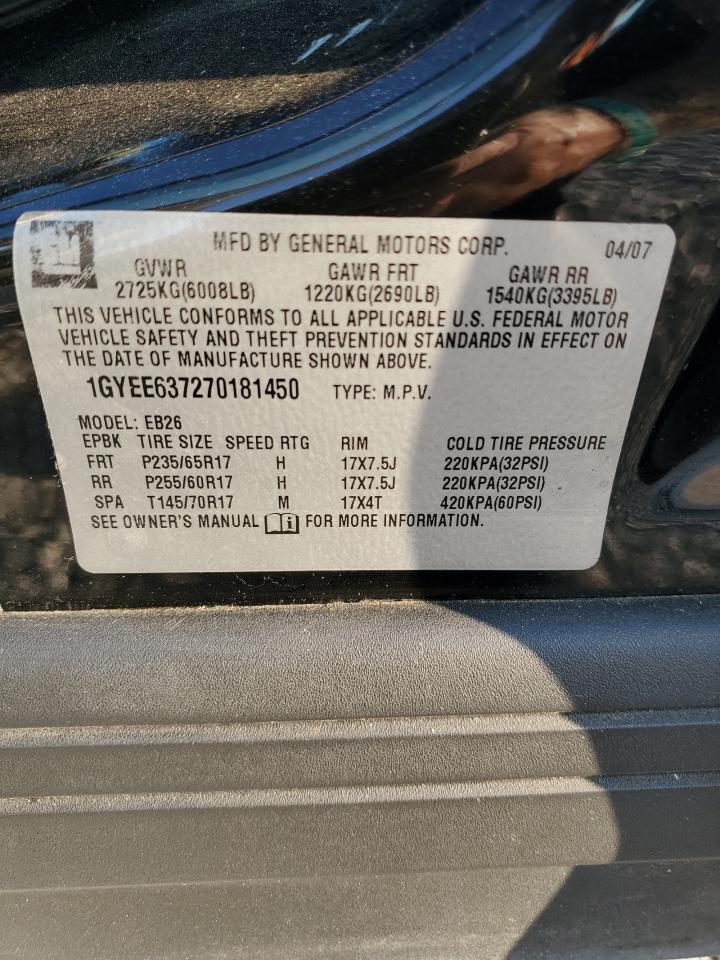 MFD BY GENERAL MOTORS CORP. 04/07
GVWR GAWR FRT GAWR RR
2725KG(6008LB) 1220KG(2690LB) 1540KG(3395LB)
THIS VEHICLE CONFORMS TO ALL APPLICABLE U.S. FEDERAL MOTOR
VEHICLE SAFETY AND THEFT PREVENTION STANDARDS IN EFFECT ON
THE DATE OF MANUFACTURE SHOWN ABOVE.
1GYEE637270181450 TYPE: M.P.V.
MODEL: EB26
EPBK TIRE SIZE SPEED RTG RIM COLD TIRE PRESSURE
FRT P235/65R17 H 17X7.5J 220KPA(32PSI)
RR P255/60R17 H 17X7.5J 220KPA(32PSI)
SPA T145/70R17 M 17X4T 420KPA(60PSI)
SEE OWNER'S MANUAL FOR MORE INFORMATION.